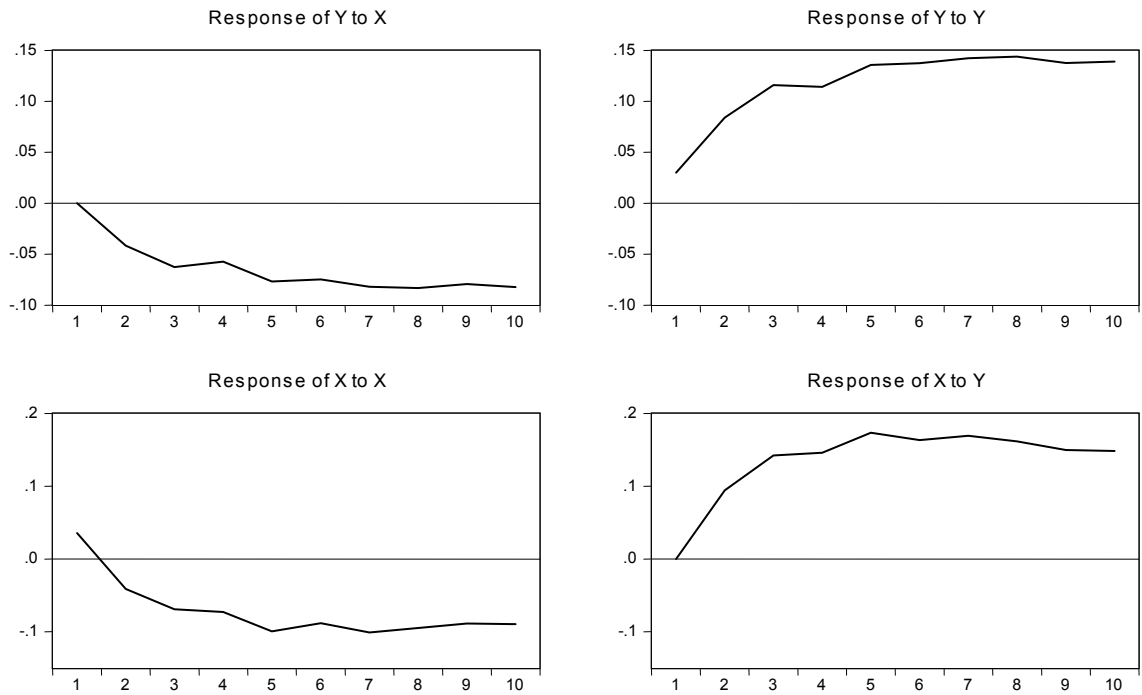 Response of Y to X
.15
.10
.05
.00
-.05
-.10
1 2 3 4 5 6 7 8 9 10
Response of Y to Y
.15
.10
.05
.00
-.05
-.10
1 2 3 4 5 6 7 8 9 10
Response of X to X
.2
.1
.0
-.1
1 2 3 4 5 6 7 8 9 10
Response of X to Y
.2
.1
.0
-.1
1 2 3 4 5 6 7 8 9 10